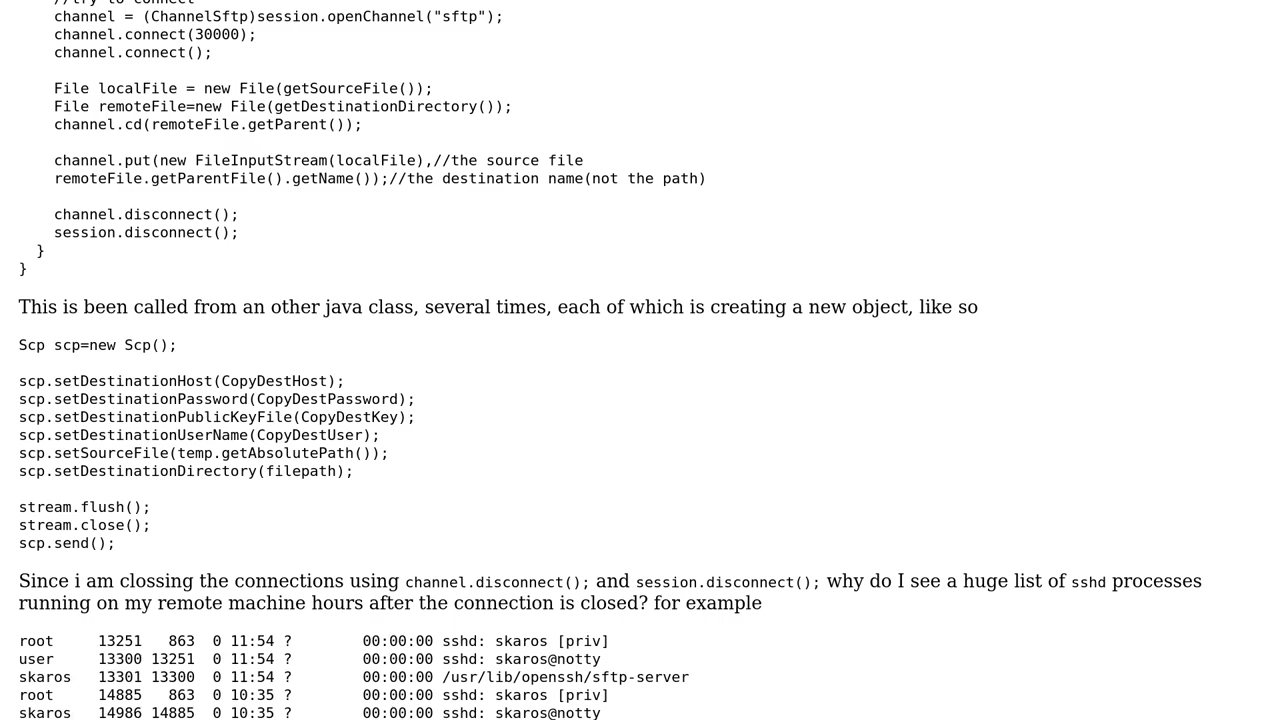 //try to connect
channel = (ChannelSftp)session.openChannel("sftp");
channel.connect(30000);
channel.connect();
File localFile = new File(getSourceFile());
File remoteFile=new File(getDestinationDirectory());
channel.cd(remoteFile.getParent());
channel.put(new FileInputStream(localFile),//the source file
remoteFile.getParentFile().getName());//the destination name(not the path)
channel.disconnect();
session.disconnect();
}
}
This is been called from an other java class, several times, each of which is creating a new object, like so
Scp scp=new Scp();
scp.setDestinationHost(CopyDestHost);
scp.setDestinationPassword(CopyDestPassword);
scp.setDestinationPublicKeyFile(CopyDestKey);
scp.setDestinationUserName(CopyDestUser);
scp.setSourceFile(temp.getAbsolutePath());
scp.setDestinationDirectory(filepath);
stream.flush();
stream.close();
scp.send();
Since i am clossing the connections using channel.disconnect(); and session.disconnect(); why do I see a huge list of sshd processes
running on my remote machine hours after the connection is closed? for example
root     13251   863  0 11:54 ?        00:00:00 sshd: skaros [priv]
user     13300 13251  0 11:54 ?        00:00:00 sshd: skaros@notty
skaros   13301 13300  0 11:54 ?        00:00:00 /usr/lib/openssh/sftp-server
root     14885   863  0 10:35 ?        00:00:00 sshd: skaros [priv]
skaros   14986 14885  0 10:35 ?        00:00:00 sshd: skaros@notty